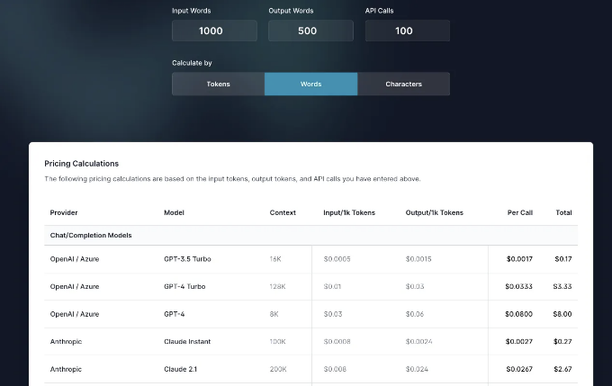 Input Words Output Words API Calls
1000 500 100
Calculate by
Tokens Words Characters
Pricing Calculations
The following pricing calculations are based on the input tokens, output tokens, and API calls you have entered above.
Provider Model Context Input/1k Tokens Output/1k Tokens Per Call Total
Chat/Completion Models
OpenAI / Azure GPT-3.5 Turbo 16K $0.0005 $0.0015 $0.0017 $0.17
OpenAI / Azure GPT-4 Turbo 128K $0.01 $0.03 $0.0333 $3.33
OpenAI / Azure GPT-4 8K $0.03 $0.06 $0.0800 $8.00
Anthropic Claude Instant 100K $0.0008 $0.0024 $0.0027 $0.27
Anthropic Claude 2.1 200K $0.008 $0.024 $0.0267 $2.67